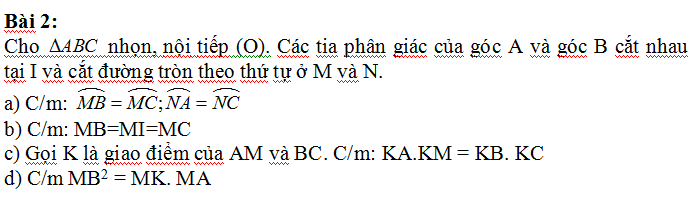 Bài 2:
Cho ΔABC nhọn, nội tiếp (O). Các tia phân giác của góc A và góc B cắt nhau
tại I và cắt đường tròn theo thứ tự ở M và N.
a) C/m: MB = MC; NA = NC
b) C/m: MB=MI=MC
c) Gọi K là giao điểm của AM và BC. C/m: KA.KM = KB. KC
d) C/m MB² = MK. MA